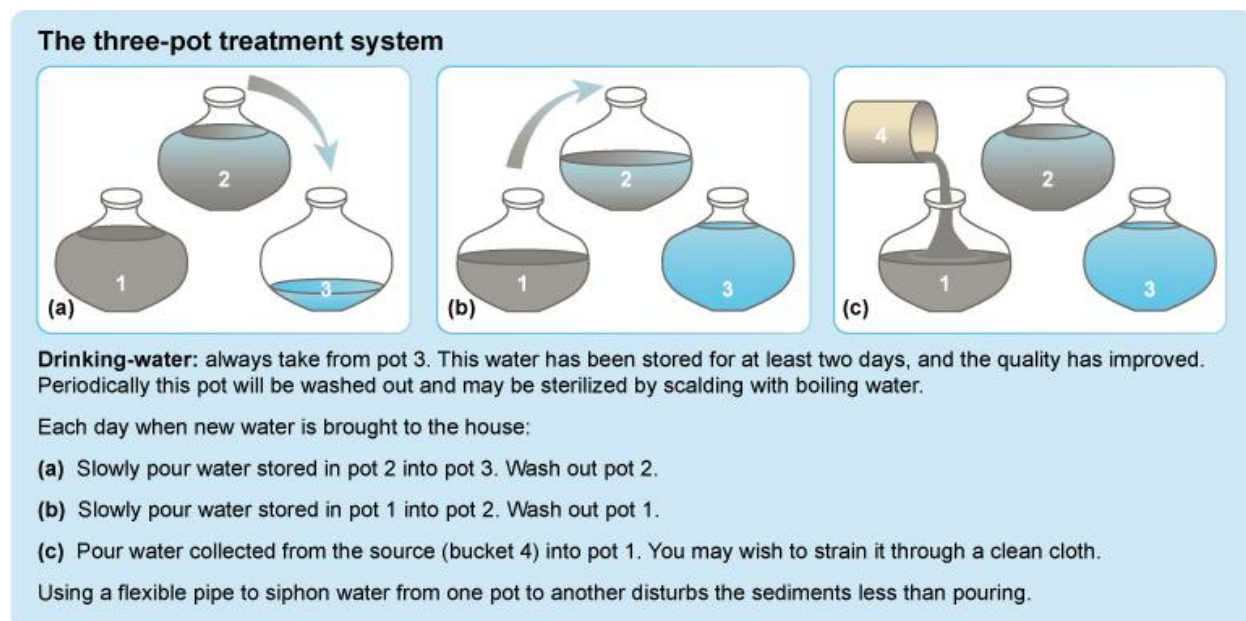 The three-pot treatment system
2
1
3
(a)
2
1
3
(b)
4
2
1
3
(c)
Drinking-water: always take from pot 3. This water has been stored for at least two days, and the quality has improved.
Periodically this pot will be washed out and may be sterilized by scalding with boiling water.
Each day when new water is brought to the house:
(a) Slowly pour water stored in pot 2 into pot 3. Wash out pot 2.
(b) Slowly pour water stored in pot 1 into pot 2. Wash out pot 1.
(c) Pour water collected from the source (bucket 4) into pot 1. You may wish to strain it through a clean cloth.
Using a flexible pipe to siphon water from one pot to another disturbs the sediments less than pouring.